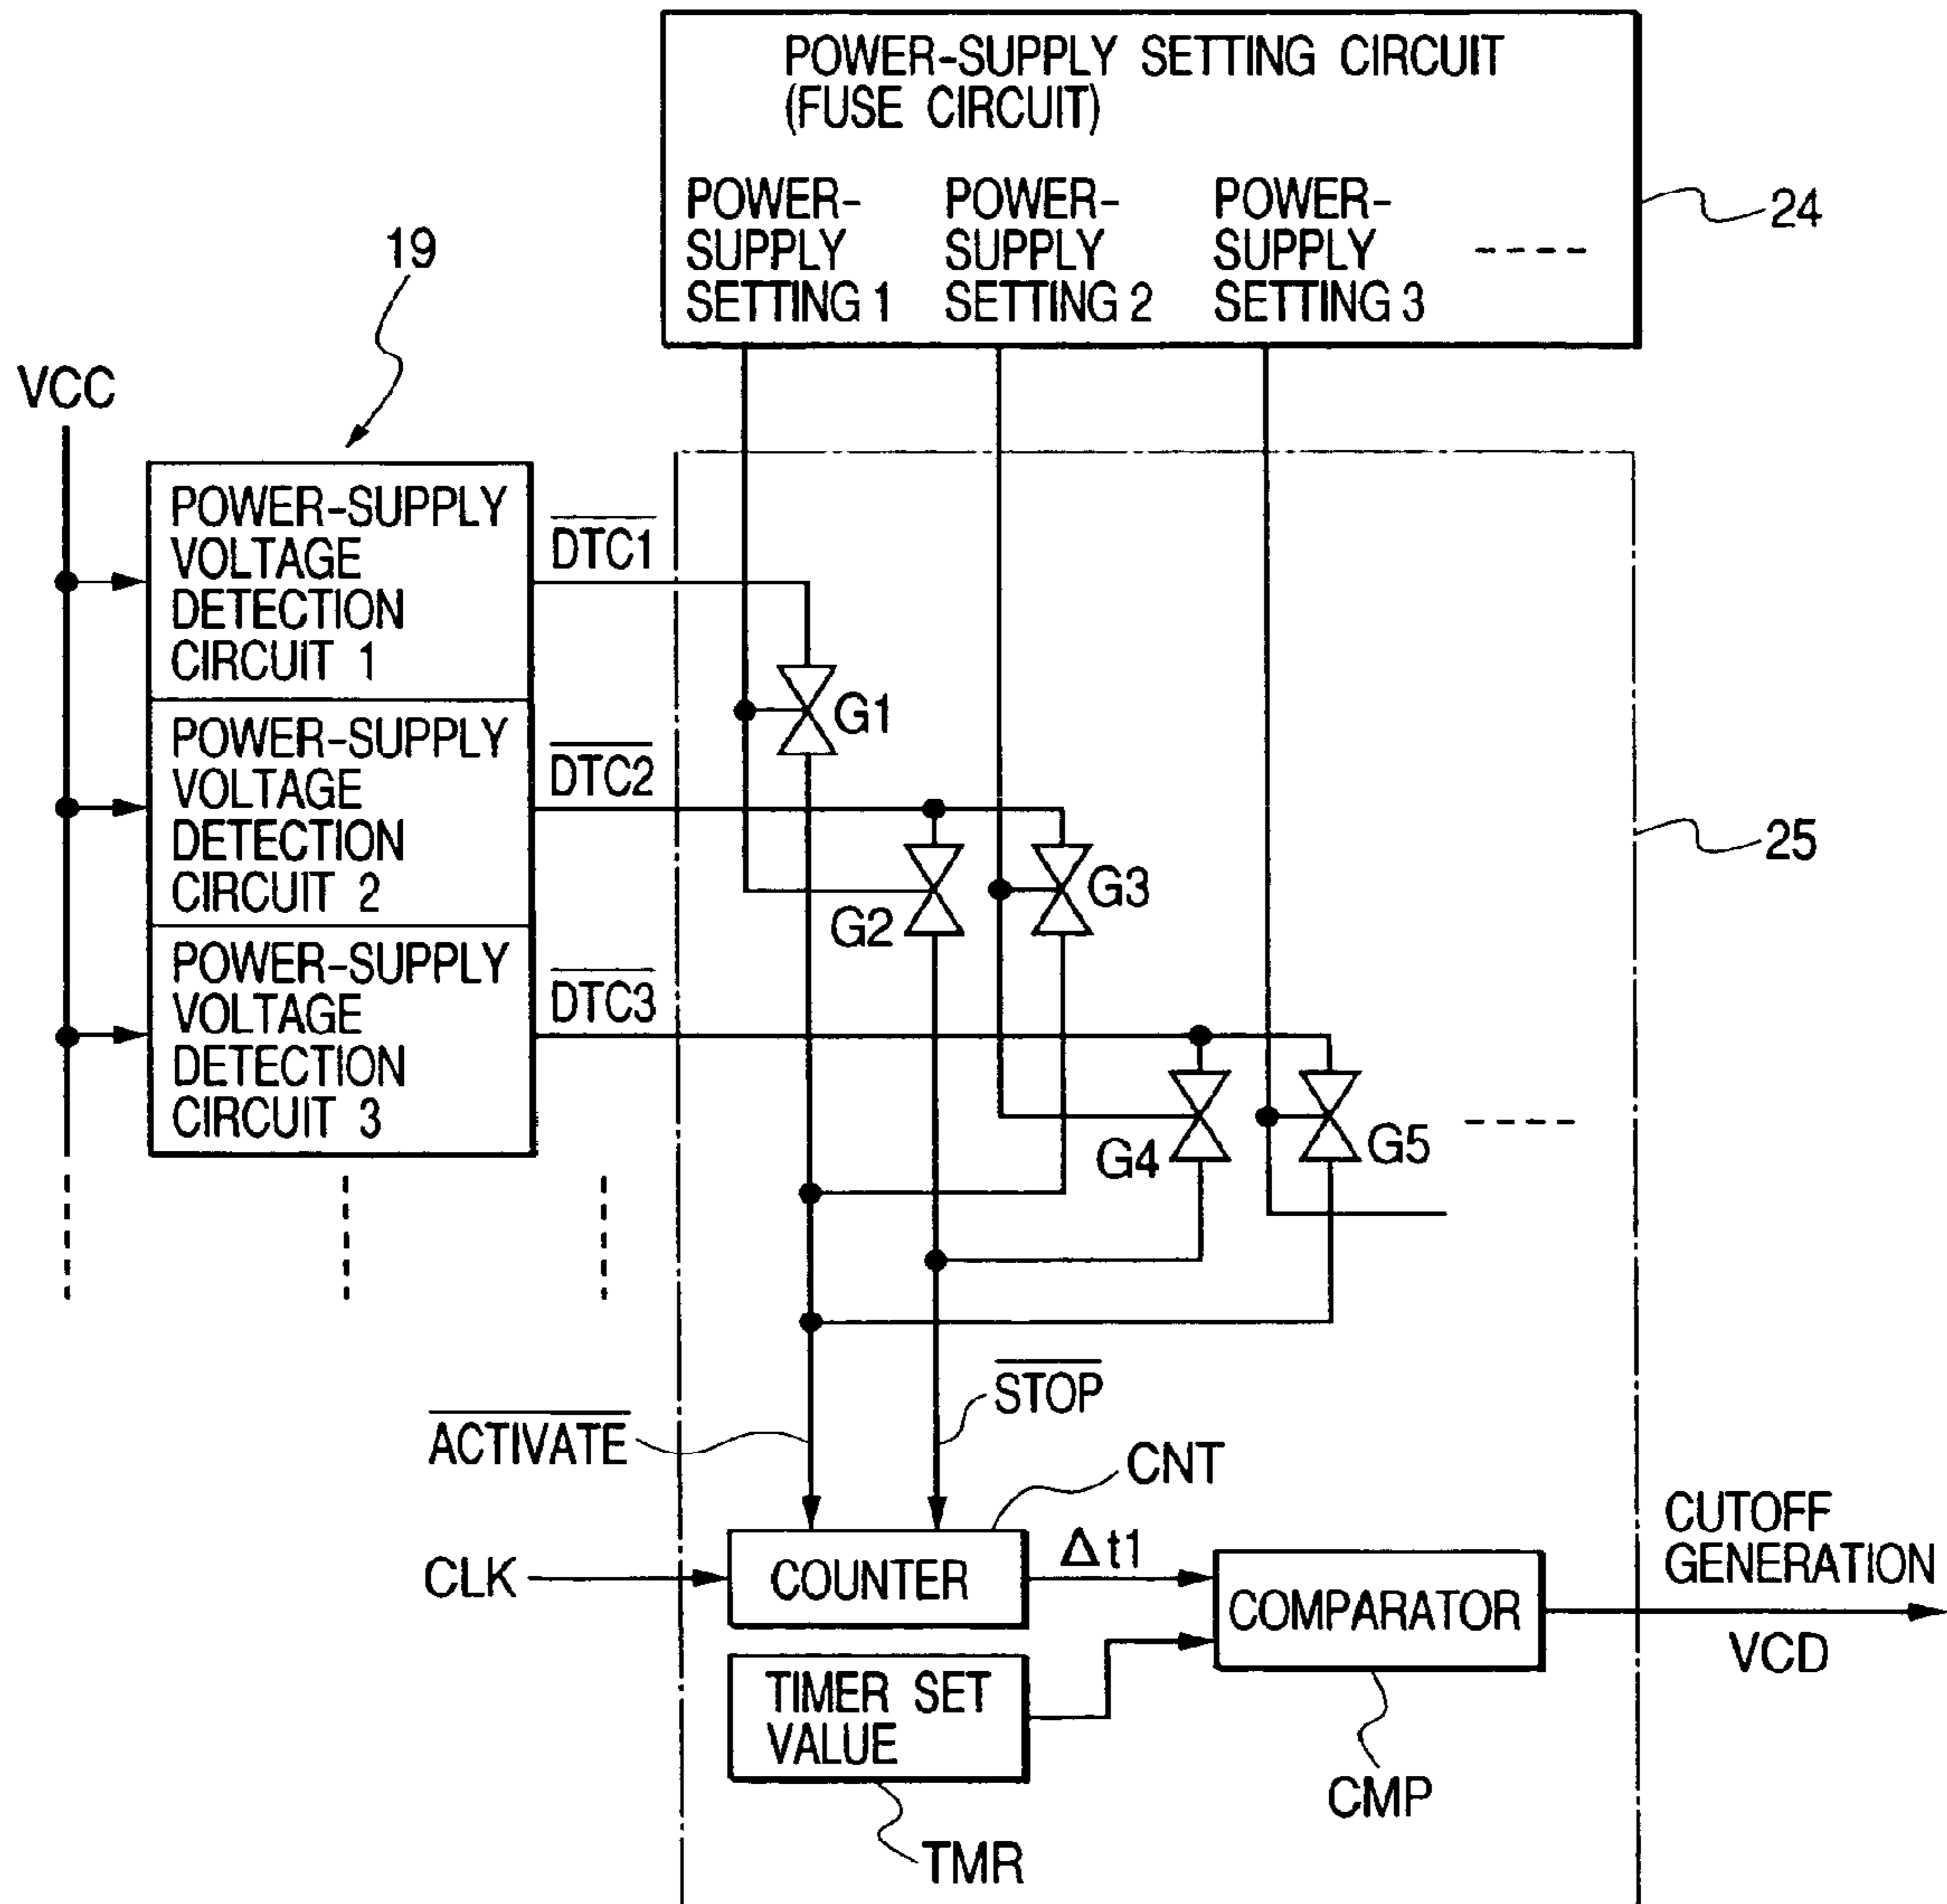 POWER-SUPPLY SETTING CIRCUIT
(FUSE CIRCUIT)
POWER-
SUPPLY
SETTING 1
POWER-
SUPPLY
SETTING 2
POWER-
SUPPLY
SETTING 3
24
19
VCC
POWER-SUPPLY
VOLTAGE
DETECTION
CIRCUIT 1
DTC1
G1
POWER-SUPPLY
VOLTAGE
DETECTION
CIRCUIT 2
DTC2
G2
G3
25
POWER-SUPPLY
VOLTAGE
DETECTION
CIRCUIT 3
DTC3
G4
G5
ACTIVATE
STOP
CNT
CLK
COUNTER
Δt1
COMPARATOR
CUTOFF
GENERATION
VCD
TIMER SET
VALUE
CMP
TMR